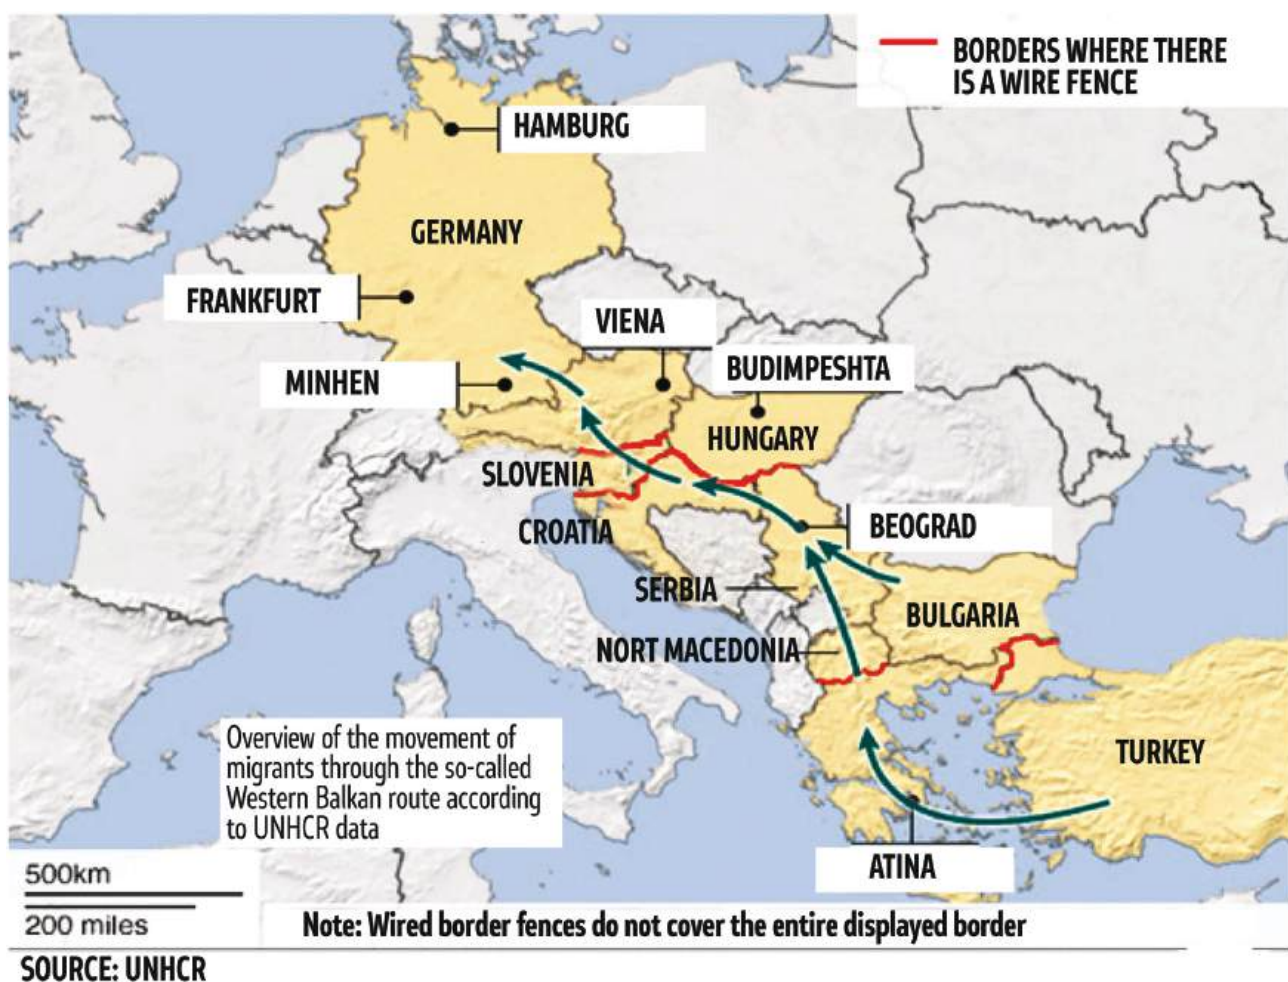 BORDERS WHERE THERE
IS A WIRE FENCE
HAMBURG
GERMANY
FRANKFURT
VIENA
BUDIMPESHTA
MINHEN
HUNGARY
SLOVENIA
CROATIA
BEOGRAD
SERBIA
BULGARIA
NORT MACEDONIA
TURKEY
Overview of the movement of
migrants through the so-called
Western Balkan route according
to UNHCR data
ATINA
500km
200 miles
Note: Wired border fences do not cover the entire displayed border
SOURCE: UNHCR